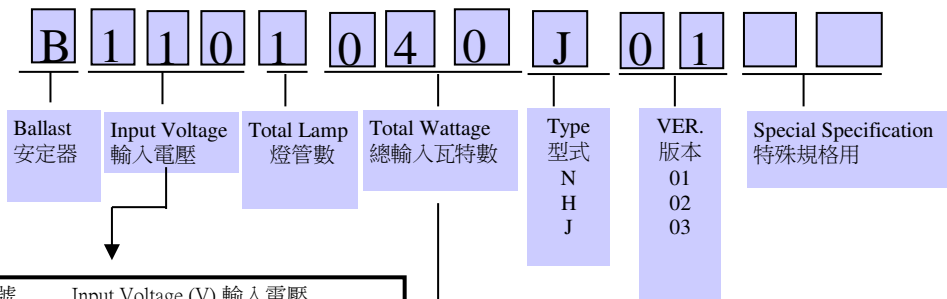 B 1 1 0 1 0 4 0 J 0 1
Ballast
安定器
Input Voltage
輸入電壓
Total Lamp
燈管數
Total Wattage
總輸入瓦特數
Type
型式
N
H
J
VER.
版本
01
02
03
Special Specification
特殊規格用
號 Input Voltage (V) 輸入電壓